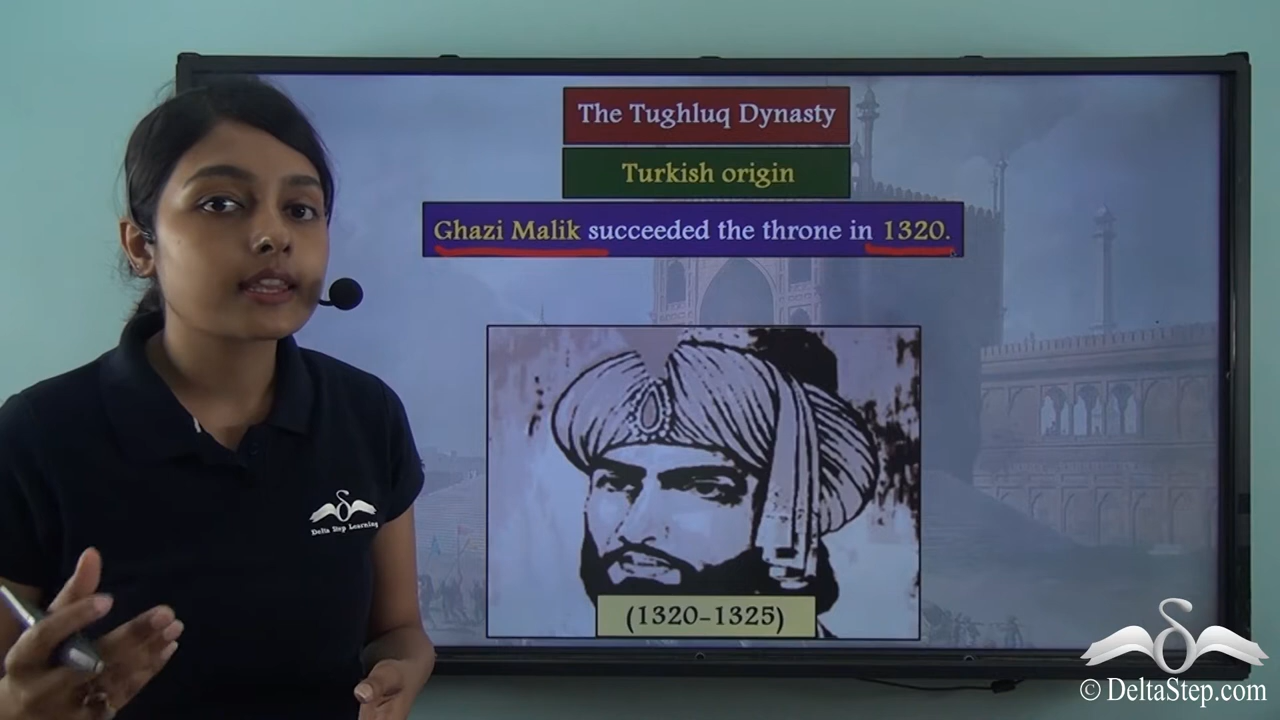 The Tughluq Dynasty
Turkish origin
Ghazi Malik succeeded the throne in 1320.
(1320-1325)
Delta Step Learning
© DeltaStep.com